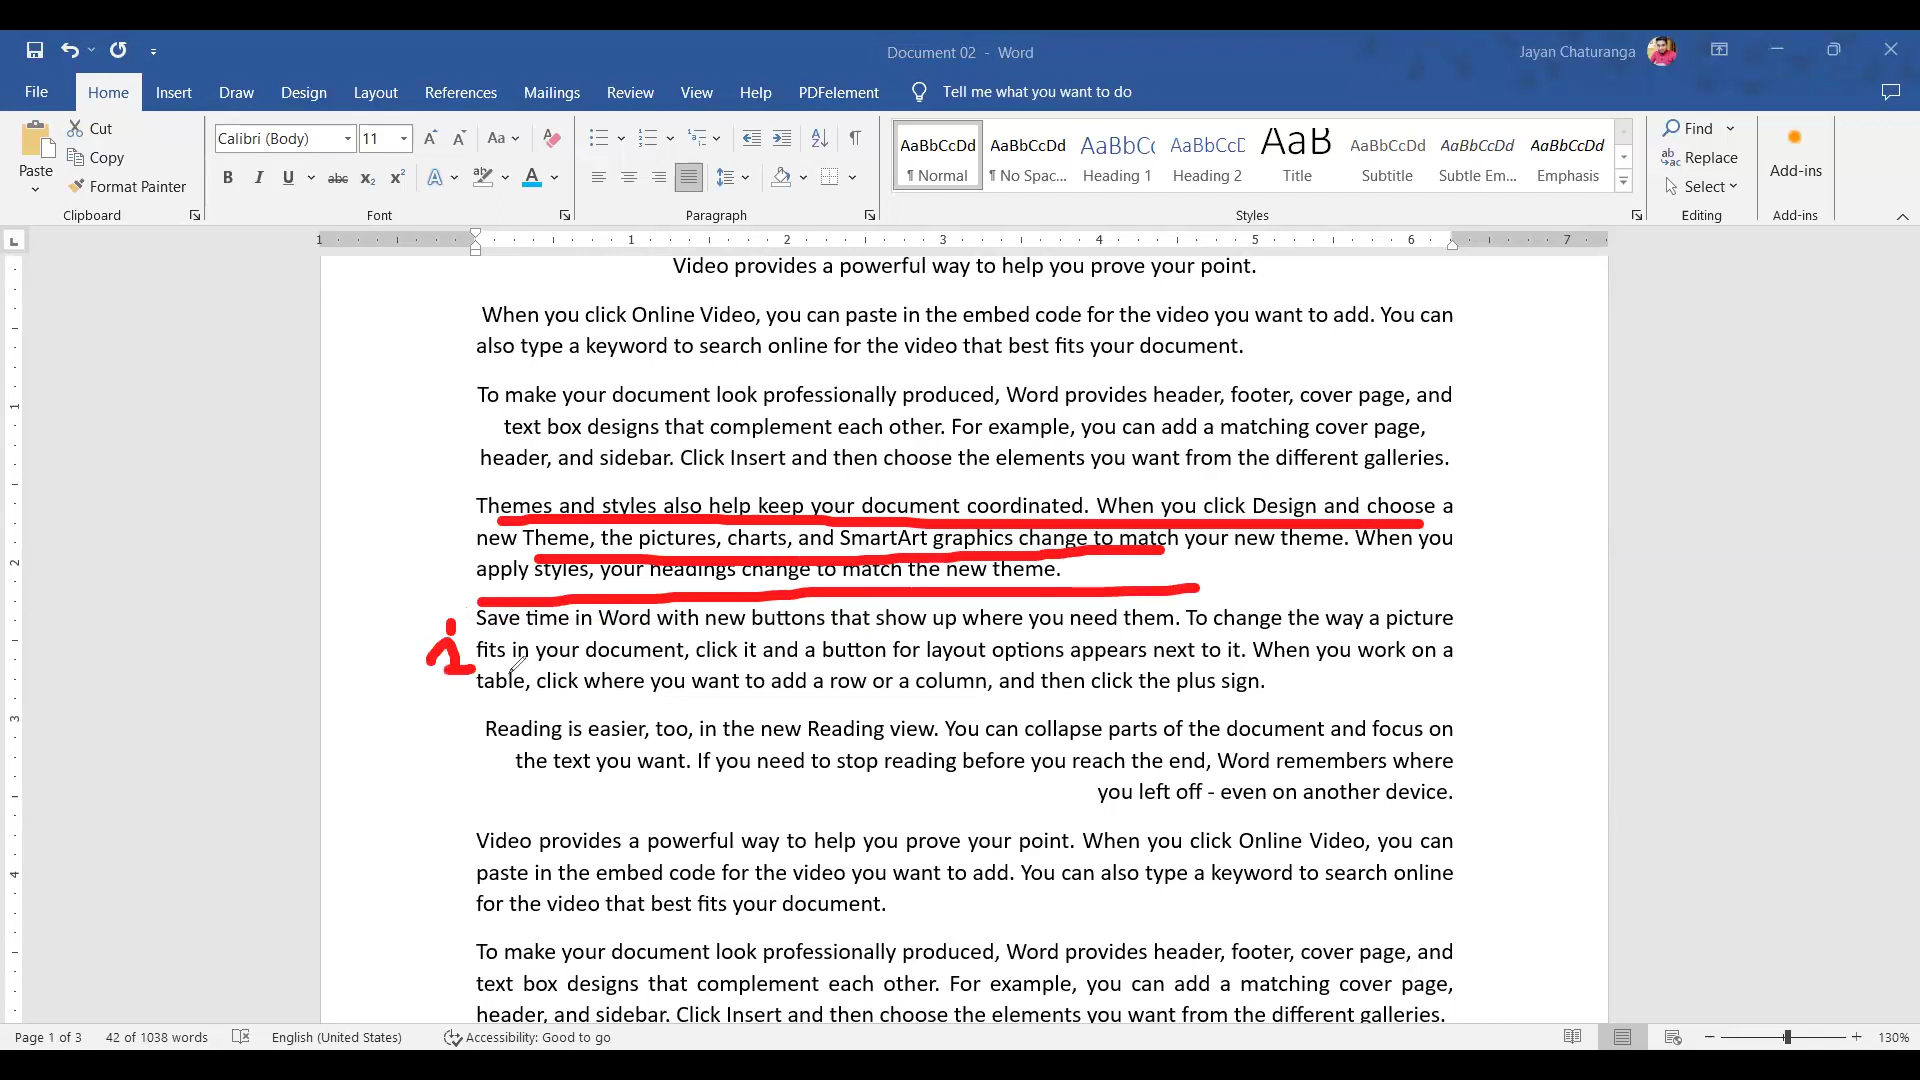 Document 02 - Word
Jayan Chaturanga
File Home Insert Draw Design Layout References Mailings Review View Help PDFelement Tell me what you want to do
Paste
Cut
Copy
Format Painter
Clipboard
Calibri (Body) 11
Aa
B I U abc x₂ x² A A
Font
Paragraph
AaBbCcDd AaBbCcDd AaBbCc AaBbCcD AaB AaBbCcDd AaBbCcDd AaBbCcDd
¶ Normal ¶ No Spac... Heading 1 Heading 2 Title Subtitle Subtle Em... Emphasis
Styles
Find
Replace
Select
Editing
Add-ins
Add-ins
1 1 2 3 4 5 6 7
Video provides a powerful way to help you prove your point.
When you click Online Video, you can paste in the embed code for the video you want to add. You can
also type a keyword to search online for the video that best fits your document.
To make your document look professionally produced, Word provides header, footer, cover page, and
text box designs that complement each other. For example, you can add a matching cover page,
header, and sidebar. Click Insert and then choose the elements you want from the different galleries.
Themes and styles also help keep your document coordinated. When you click Design and choose a
new Theme, the pictures, charts, and SmartArt graphics change to match your new theme. When you
apply styles, your headings change to match the new theme.
Save time in Word with new buttons that show up where you need them. To change the way a picture
fits in your document, click it and a button for layout options appears next to it. When you work on a
table, click where you want to add a row or a column, and then click the plus sign.
Reading is easier, too, in the new Reading view. You can collapse parts of the document and focus on
the text you want. If you need to stop reading before you reach the end, Word remembers where
you left off - even on another device.
Video provides a powerful way to help you prove your point. When you click Online Video, you can
paste in the embed code for the video you want to add. You can also type a keyword to search online
for the video that best fits your document.
To make your document look professionally produced, Word provides header, footer, cover page, and
text box designs that complement each other. For example, you can add a matching cover page,
header, and sidebar. Click Insert and then choose the elements you want from the different galleries.
Page 1 of 3 42 of 1038 words English (United States) Accessibility: Good to go 130%